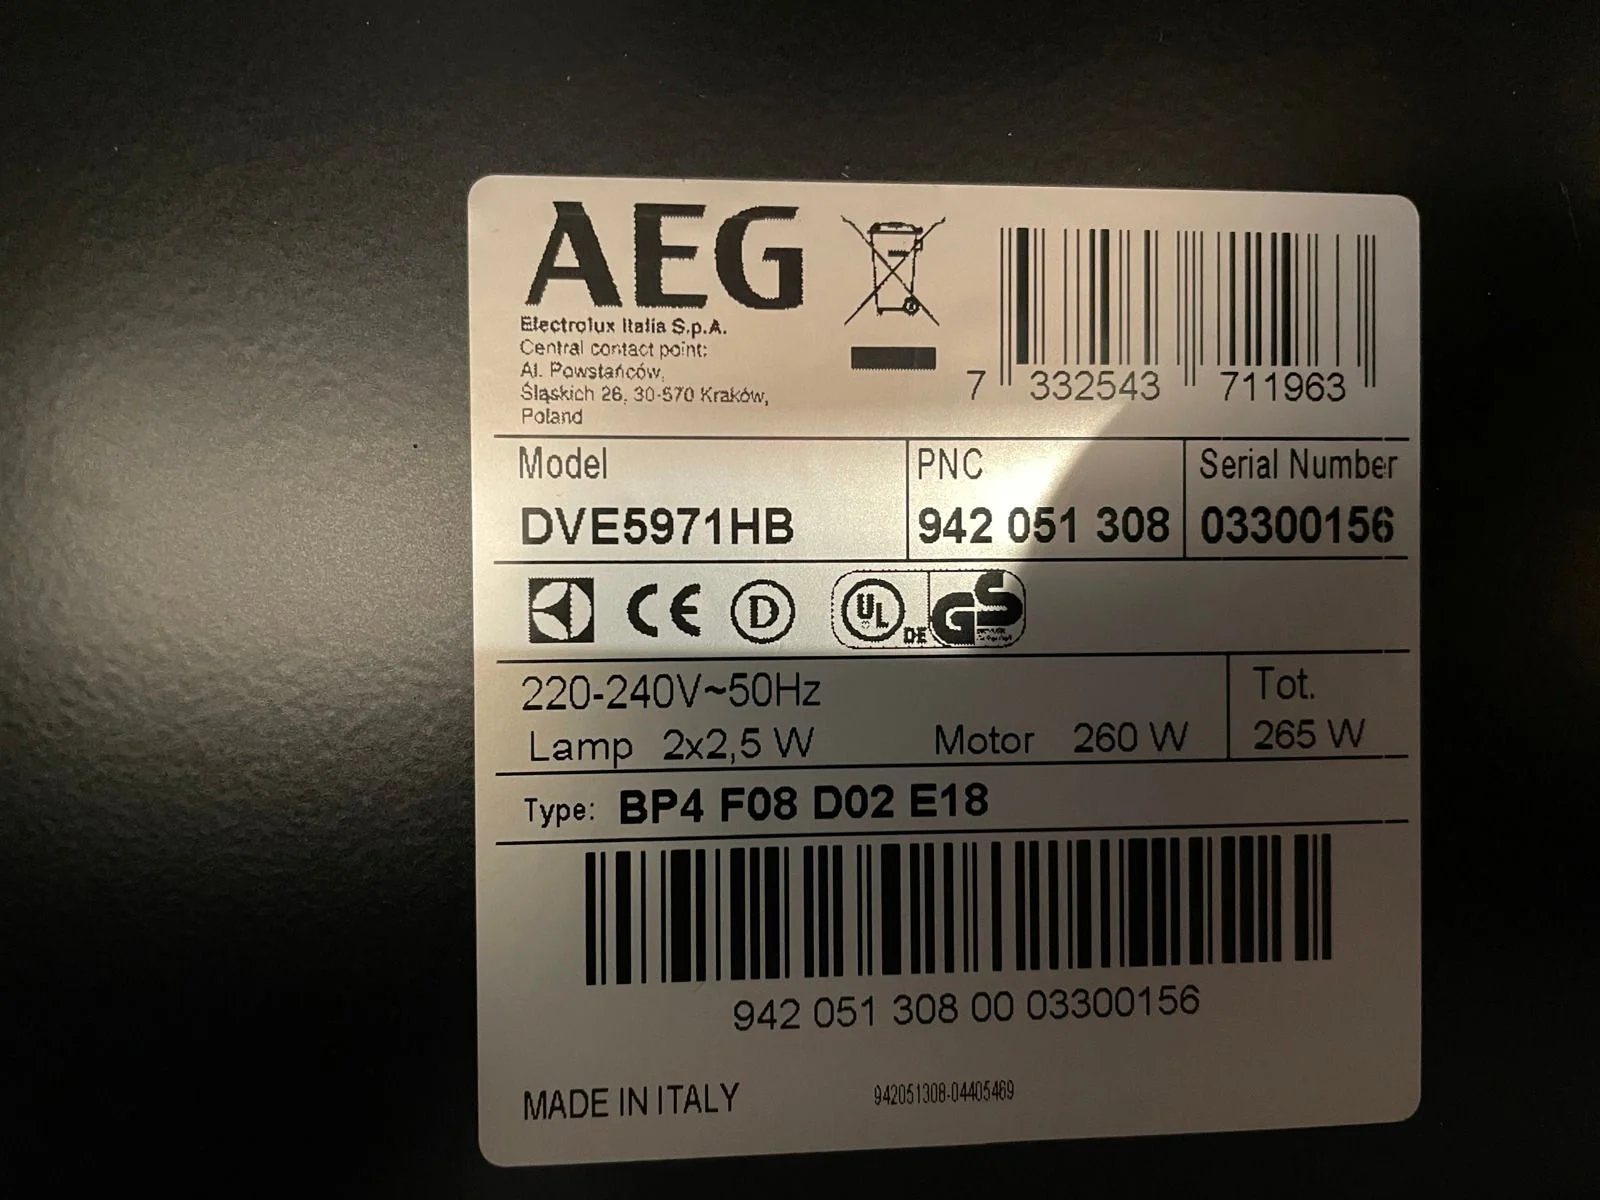 AEG
Electrolux Italia S.p.A.
Central contact point:
Al. Powstańców,
Śląskich 26, 30-570 Kraków,
Poland
7 332543 711963
Model
DVE5971HB
PNC
942 051 308
Serial Number
03300156
CE D UL DE GS
220-240V~50Hz
Lamp 2x2,5 W Motor 260 W
Tot.
265 W
Type: BP4 F08 D02 E18
942 051 308 00 03300156
MADE IN ITALY 942051308-04405469